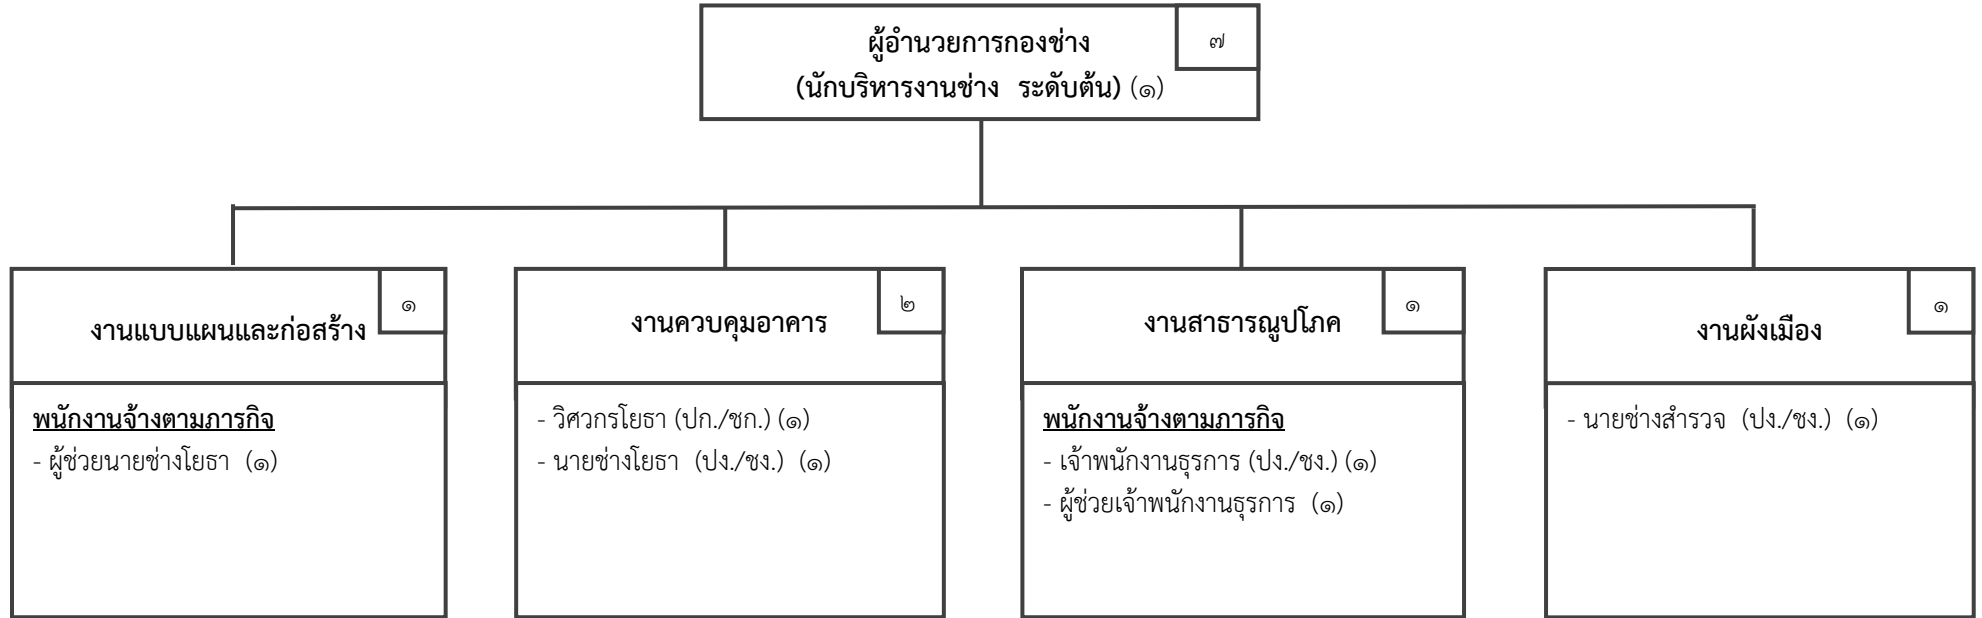 ผู้อำนวยการกองช่าง
๗
(นักบริหารงานช่าง ระดับต้น) (๑)
งานแบบแผนและก่อสร้าง
๑
พนักงานจ้างตามภารกิจ
- ผู้ช่วยนายช่างโยธา (๑)
งานควบคุมอาคาร
๒
- วิศวกรโยธา (ปก./ชก.) (๑)
- นายช่างโยธา (ปง./ชง.) (๑)
งานสาธารณูปโภค
๑
พนักงานจ้างตามภารกิจ
- เจ้าพนักงานธุรการ (ปง./ชง.) (๑)
- ผู้ช่วยเจ้าพนักงานธุรการ (๑)
งานผังเมือง
๑
- นายช่างสำรวจ (ปง./ชง.) (๑)